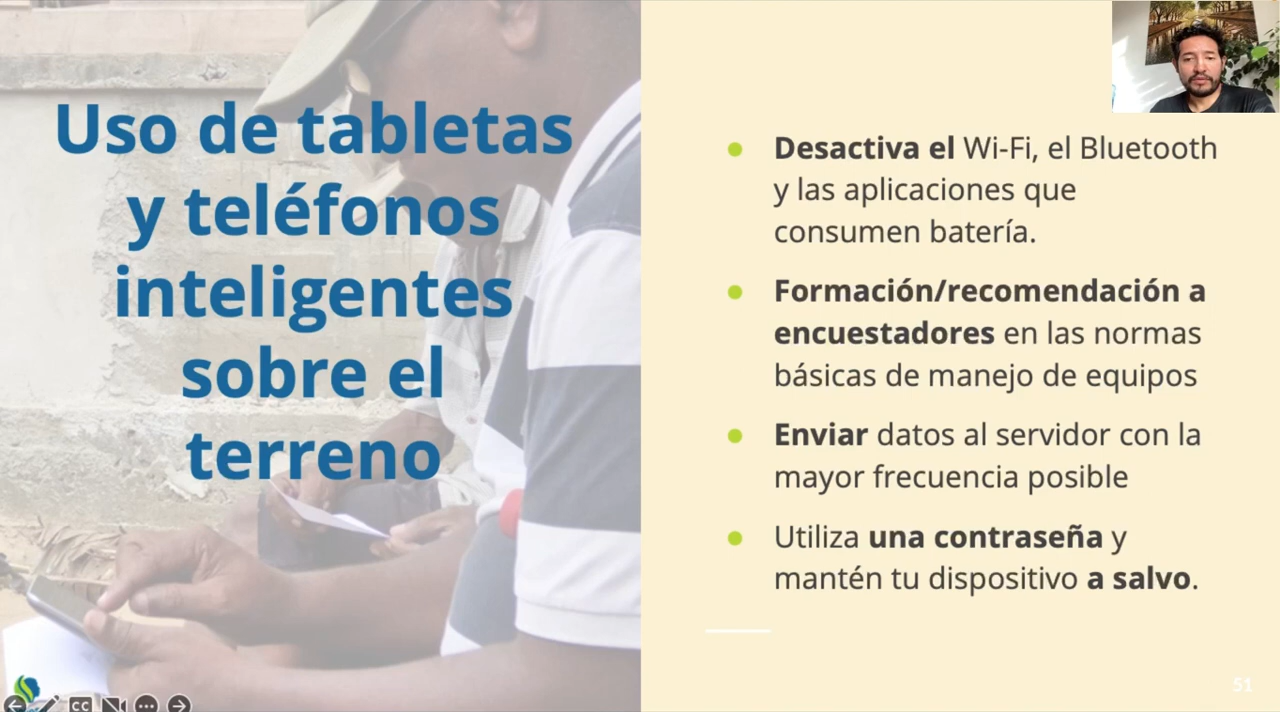 Uso de tabletas
y teléfonos
inteligentes
sobre el
terreno
Desactiva el Wi-Fi, el Bluetooth
y las aplicaciones que
consumen batería.
Formación/recomendación a
encuestadores en las normas
básicas de manejo de equipos
Enviar datos al servidor con la
mayor frecuencia posible
Utiliza una contraseña y
mantén tu dispositivo a salvo.
51
CC